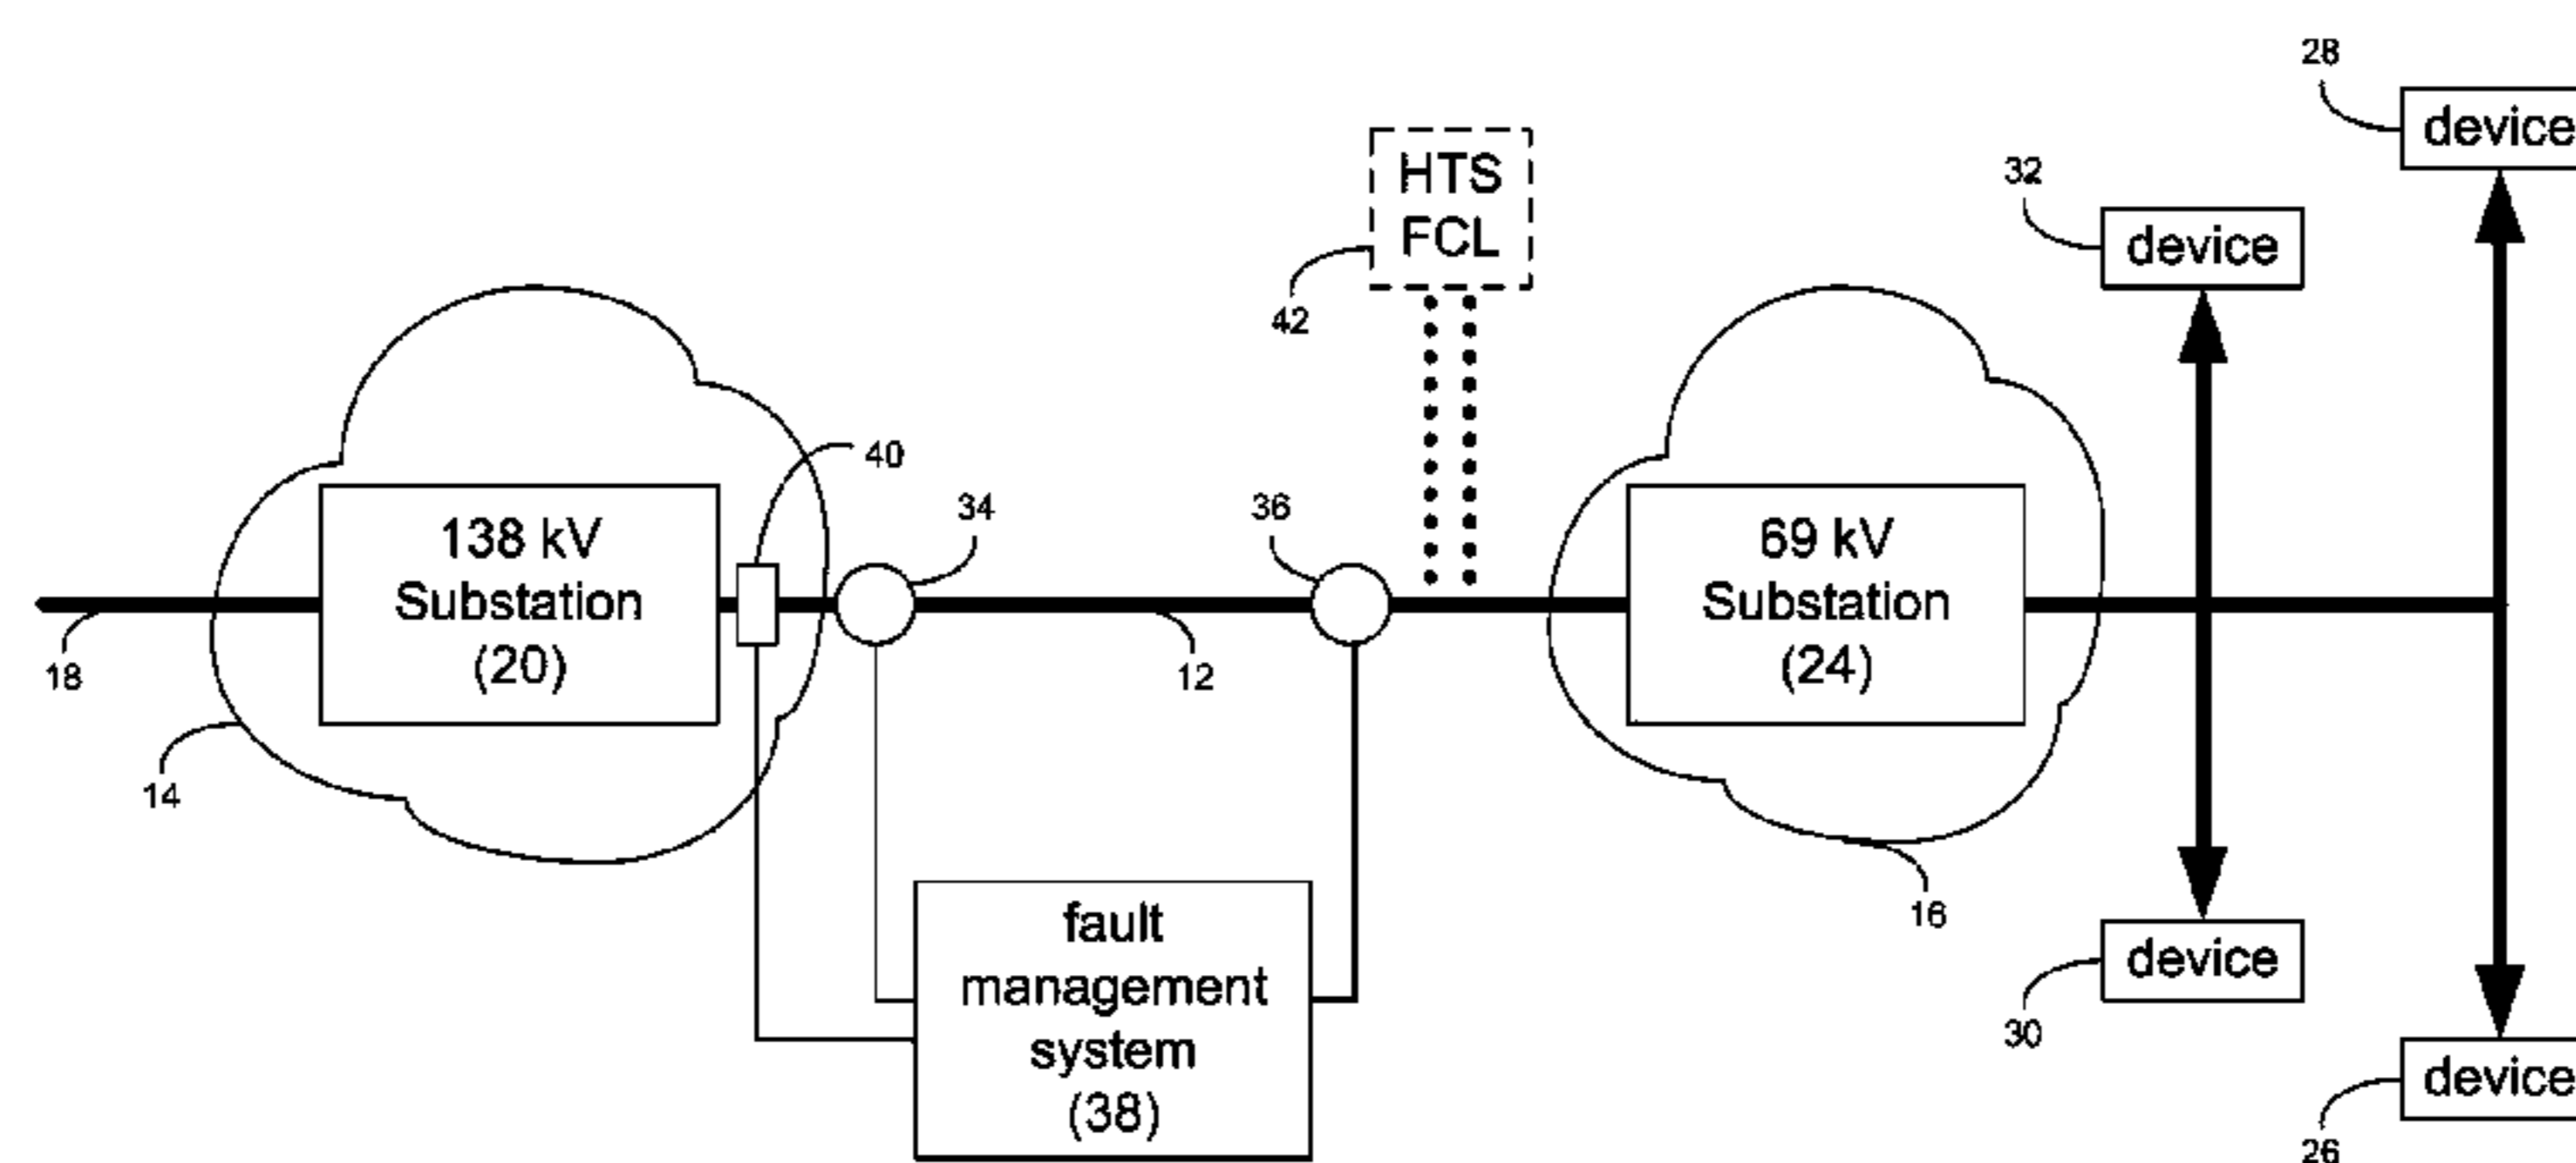 28
device
32
device
HTS
FCL
42
40
34
36
138 kV
Substation
(20)
69 kV
Substation
(24)
18
12
14
16
fault
management
system
(38)
device
30
device
26